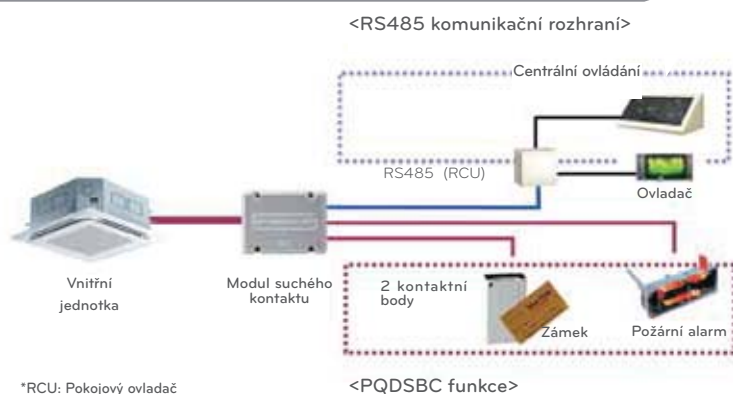 <RS485 komunikační rozhraní>
Centrální ovládání
RS485 (RCU)
Ovladač
Vnitřní
jednotka
Modul suchého
kontaktu
2 kontaktní
body
Zámek
Požární alarm
*RCU: Pokojový ovladač
<PQDSBC funkce>